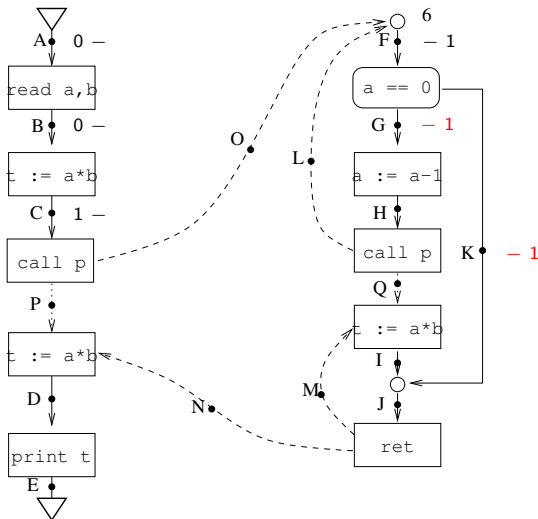 A 0 –
read a,b
B 0 –
t := a*b
C 1 –
call p
P
t := a*b
D
print t
E
O
L
N
M
6
F – 1
a == 0
G – 1
a := a-1
H
call p
K – 1
Q
t := a*b
I
J
ret